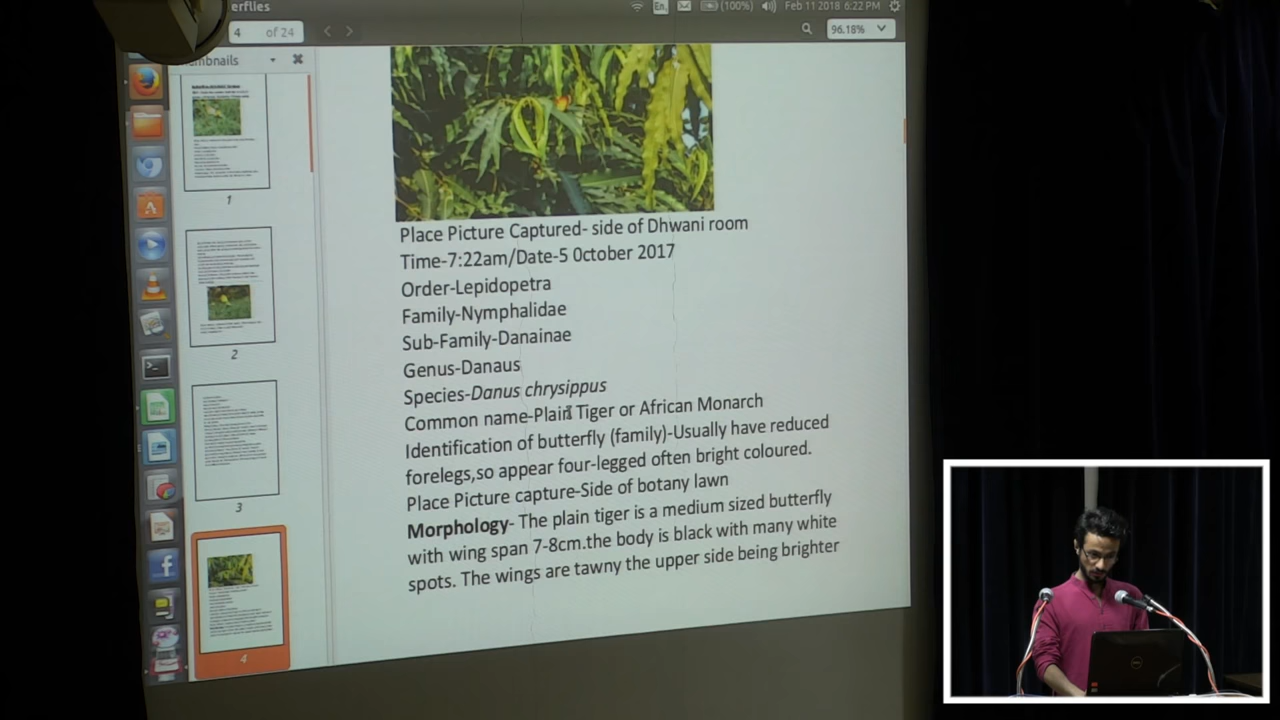 erflies
En
(100%)
Feb 11 2018 6:22 PM
4 of 24
96.18%
umbnails
1
2
3
4
Place Picture Captured- side of Dhwani room
Time-7:22am/Date-5 0ctober 2017
Order-Lepidopetra
Family-Nymphalidae
Sub-Family-Danainae
Genus-Danaus
Species-Danus chrysippus
Common name-Plain Tiger or African Monarch
Identification of butterfly (family)-Usually have reduced
forelegs,so appear four-legged often bright coloured.
Place Picture capture-Side of botany lawn
Morphology- The plain tiger is a medium sized butterfly
with wing span 7-8cm.the body is black with many white
spots. The wings are tawny the upper side being brighter